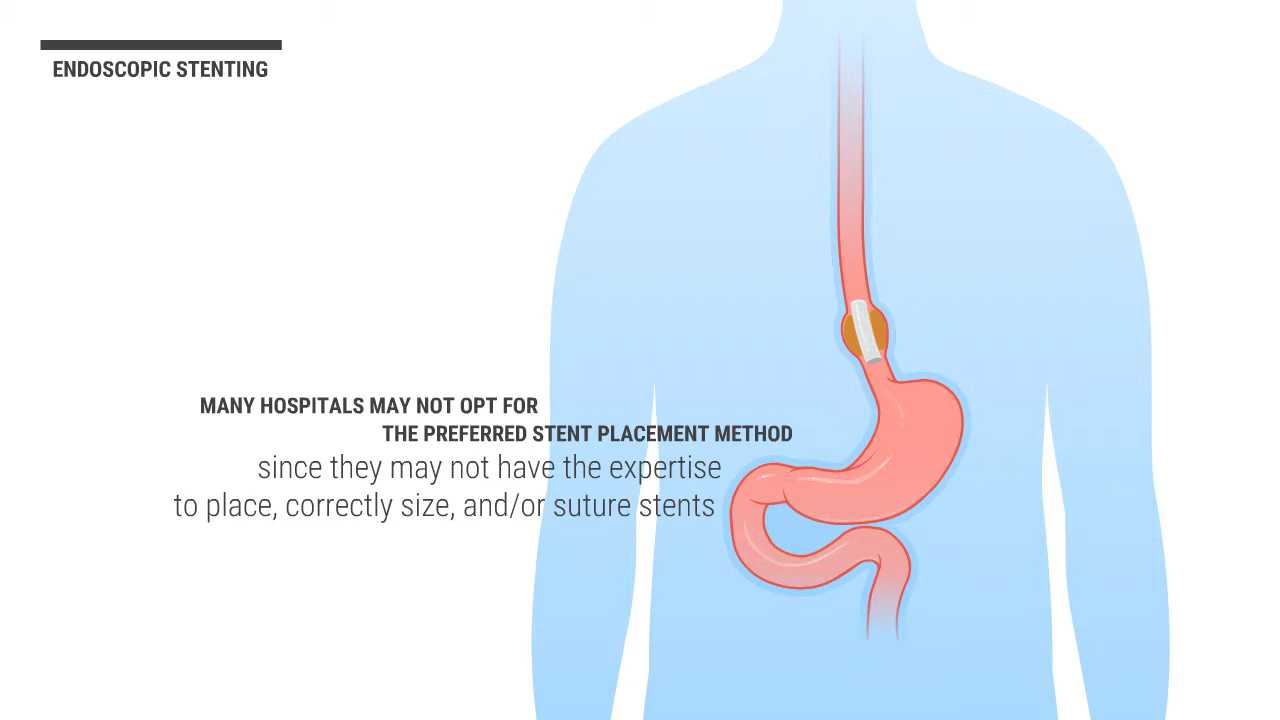 ENDOSCOPIC STENTING
MANY HOSPITALS MAY NOT OPT FOR
THE PREFERRED STENT PLACEMENT METHOD
since they may not have the expertise
to place, correctly size, and/or suture stents